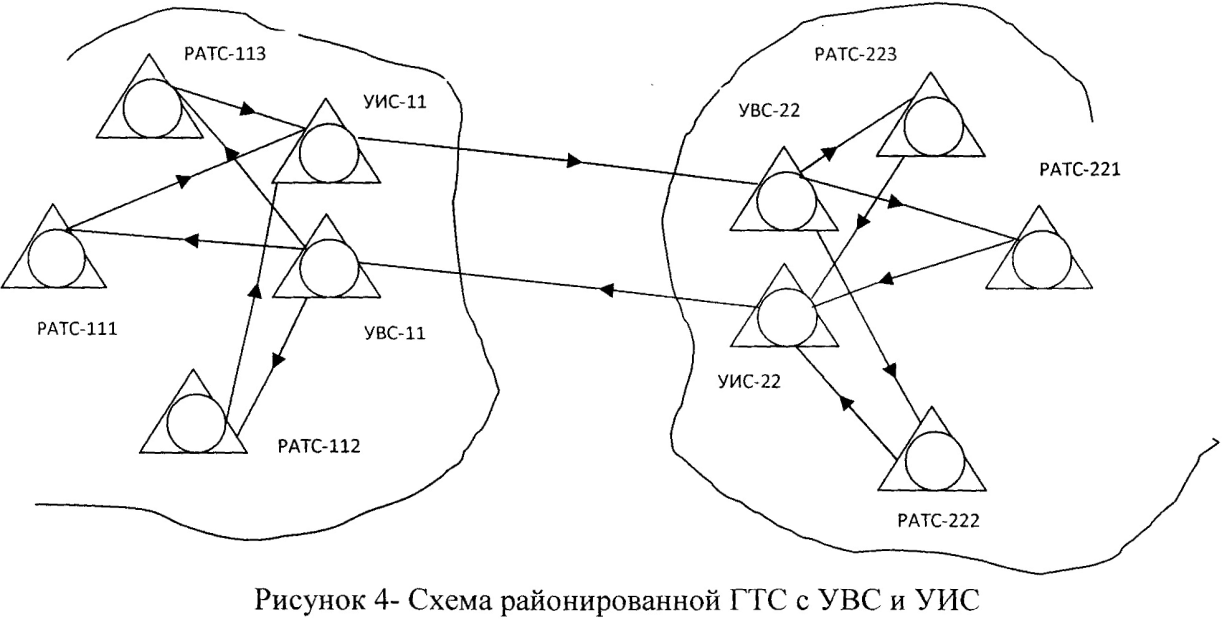 РАТС-113
РАТС-223
УИС-11
УВС-22
РАТС-221
РАТС-111
УВС-11
УИС-22
РАТС-112
РАТС-222
Рисунок 4- Схема районированной ГТС с УВС и УИС